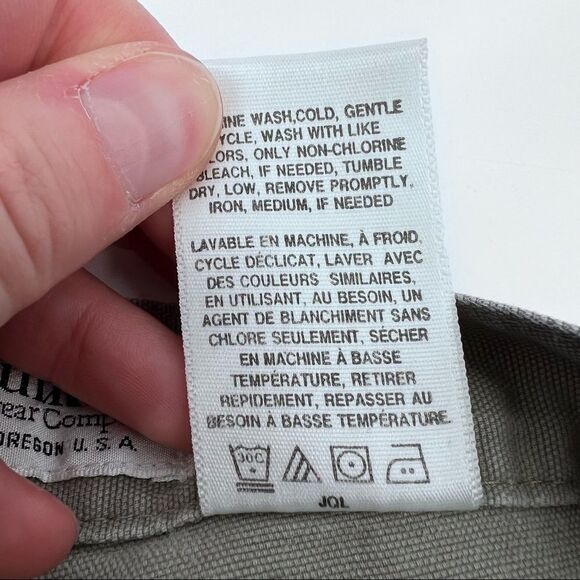 INE WASH,COLD, GENTLE
YCLE, WASH WITH LIKE
LORS, ONLY NON-CHLORINE
BLEACH, IF NEEDED, TUMBLE
DRY, LOW, REMOVE PROMPTLY,
IRON, MEDIUM, IF NEEDED
LAVABLE EN MACHINE, À FROID,
CYCLE DÉCLICAT, LAVER AVEC
DES COULEURS SIMILAIRES,
EN UTILISANT, AU BESOIN, UN
AGENT DE BLANCHIMENT SANS
CHLORE SEULEMENT, SÉCHER
EN MACHINE À BASSE
TEMPÉRATURE, RETIRER
REPIDEMENT, REPASSER AU
BESOIN À BASSE TEMPÉRATURE.
30C
JQL
ear Comp
OREGON U. S. A.